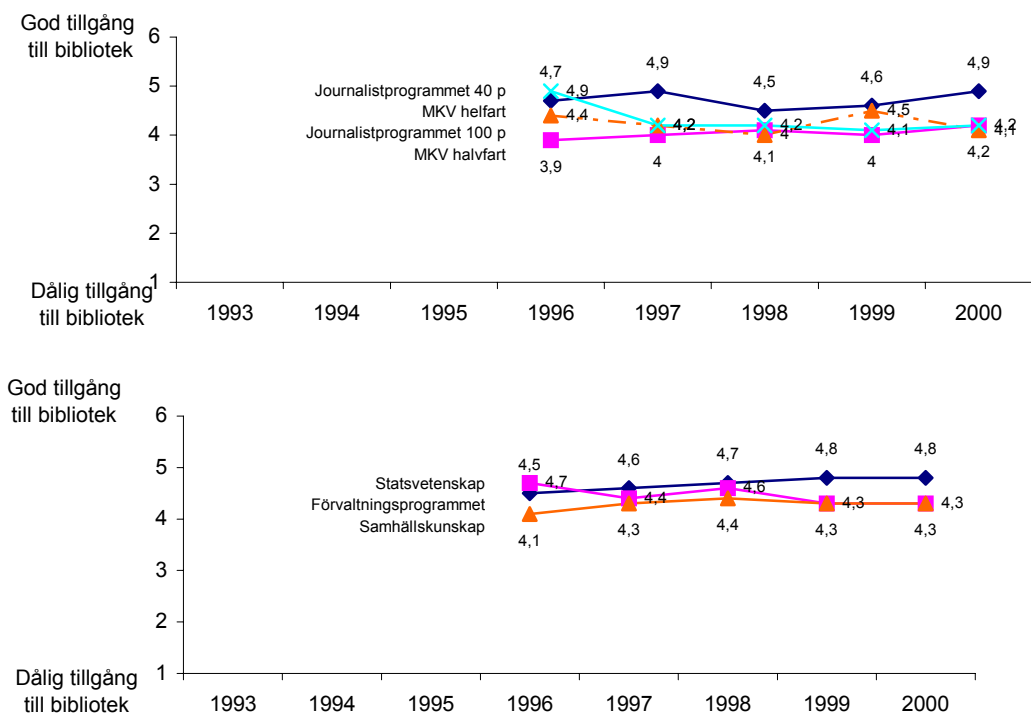 God tillgång
till bibliotek
6
5
4
3
2
1
4,7
4,9
4,5
4,6
4,9
Journalistprogrammet 40 p
4,9
MKV helfart
4,4
4,2
4,2
4,5
4,2
Journalistprogrammet 100 p
4
4,1
4,1
MKV halvfart
3,9
4
4,1
4
4,2
Dålig tillgång
till bibliotek
1993 1994 1995 1996 1997 1998 1999 2000
God tillgång
till bibliotek
6
5
4
3
2
1
4,5
4,6
4,7
4,8
4,8
Statsvetenskap
4,7
4,4
4,6
4,3
4,3
Förvaltningsprogrammet
Samhällskunskap
4,1
4,3
4,4
4,3
4,3
Dålig tillgång
till bibliotek
1993 1994 1995 1996 1997 1998 1999 2000